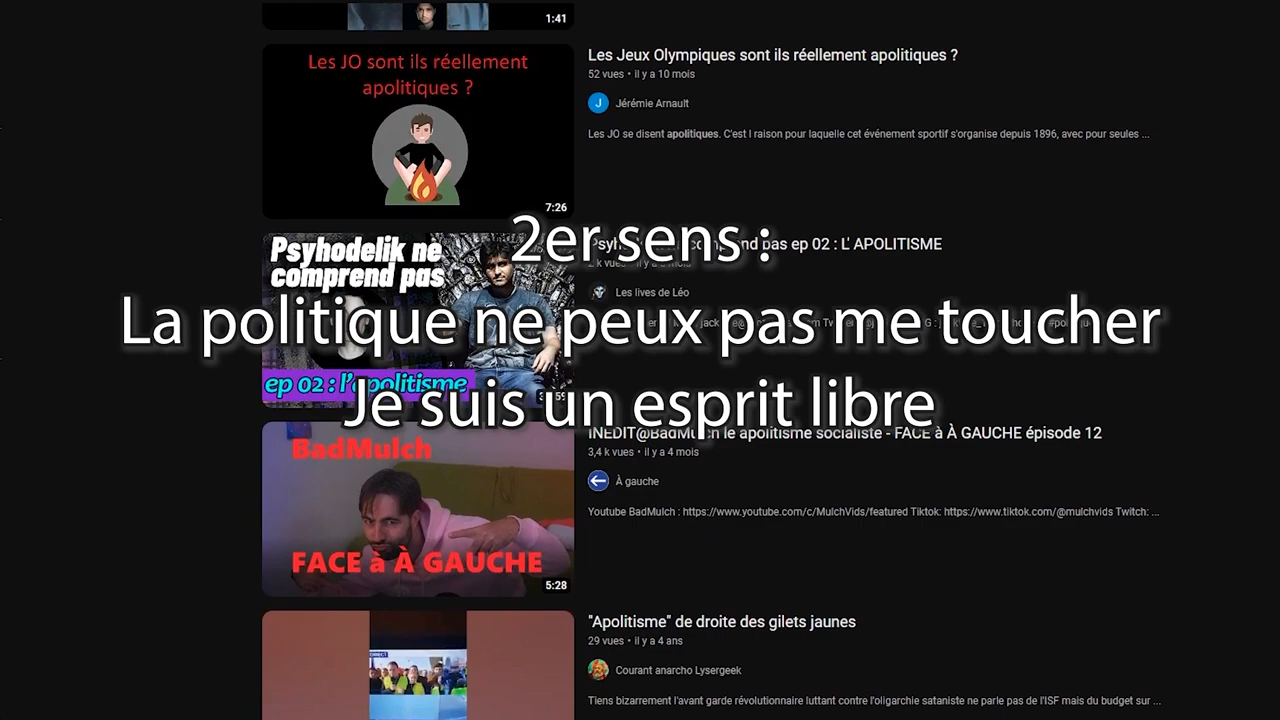 1:41
Les JO sont ils réellement
apolitiques ?
7:26
Les Jeux Olympiques sont ils réellement apolitiques ?
52 vues • il y a 10 mois
J
Jérémie Arnault
Les JO se disent apolitiques. C'est l raison pour laquelle cet événement sportif s'organise depuis 1896, avec pour seules ...
2er sens :
La politique ne peux pas me toucher
Je suis un esprit libre
Psyhodelik ne
comprend pas
ep 02 : l'apolitisme
pas ep 02 : L' APOLITISME
Les lives de Léo
BadMulch
FACE à À GAUCHE
5:28
INEDIT@BadMulch le apolitisme socialiste - FACE à À GAUCHE épisode 12
3,4 k vues • il y a 4 mois
À gauche
Youtube BadMulch : https://www.youtube.com/c/MulchVids/featured Tiktok: https://www.tiktok.com/@mulchvids Twitch: ...
"Apolitisme" de droite des gilets jaunes
29 vues • il y a 4 ans
Courant anarcho Lysergeek
Tiens bizarrement l'avant garde révolutionnaire luttant contre l'oligarchie sataniste ne parle pas de l'ISF mais du budget sur ...